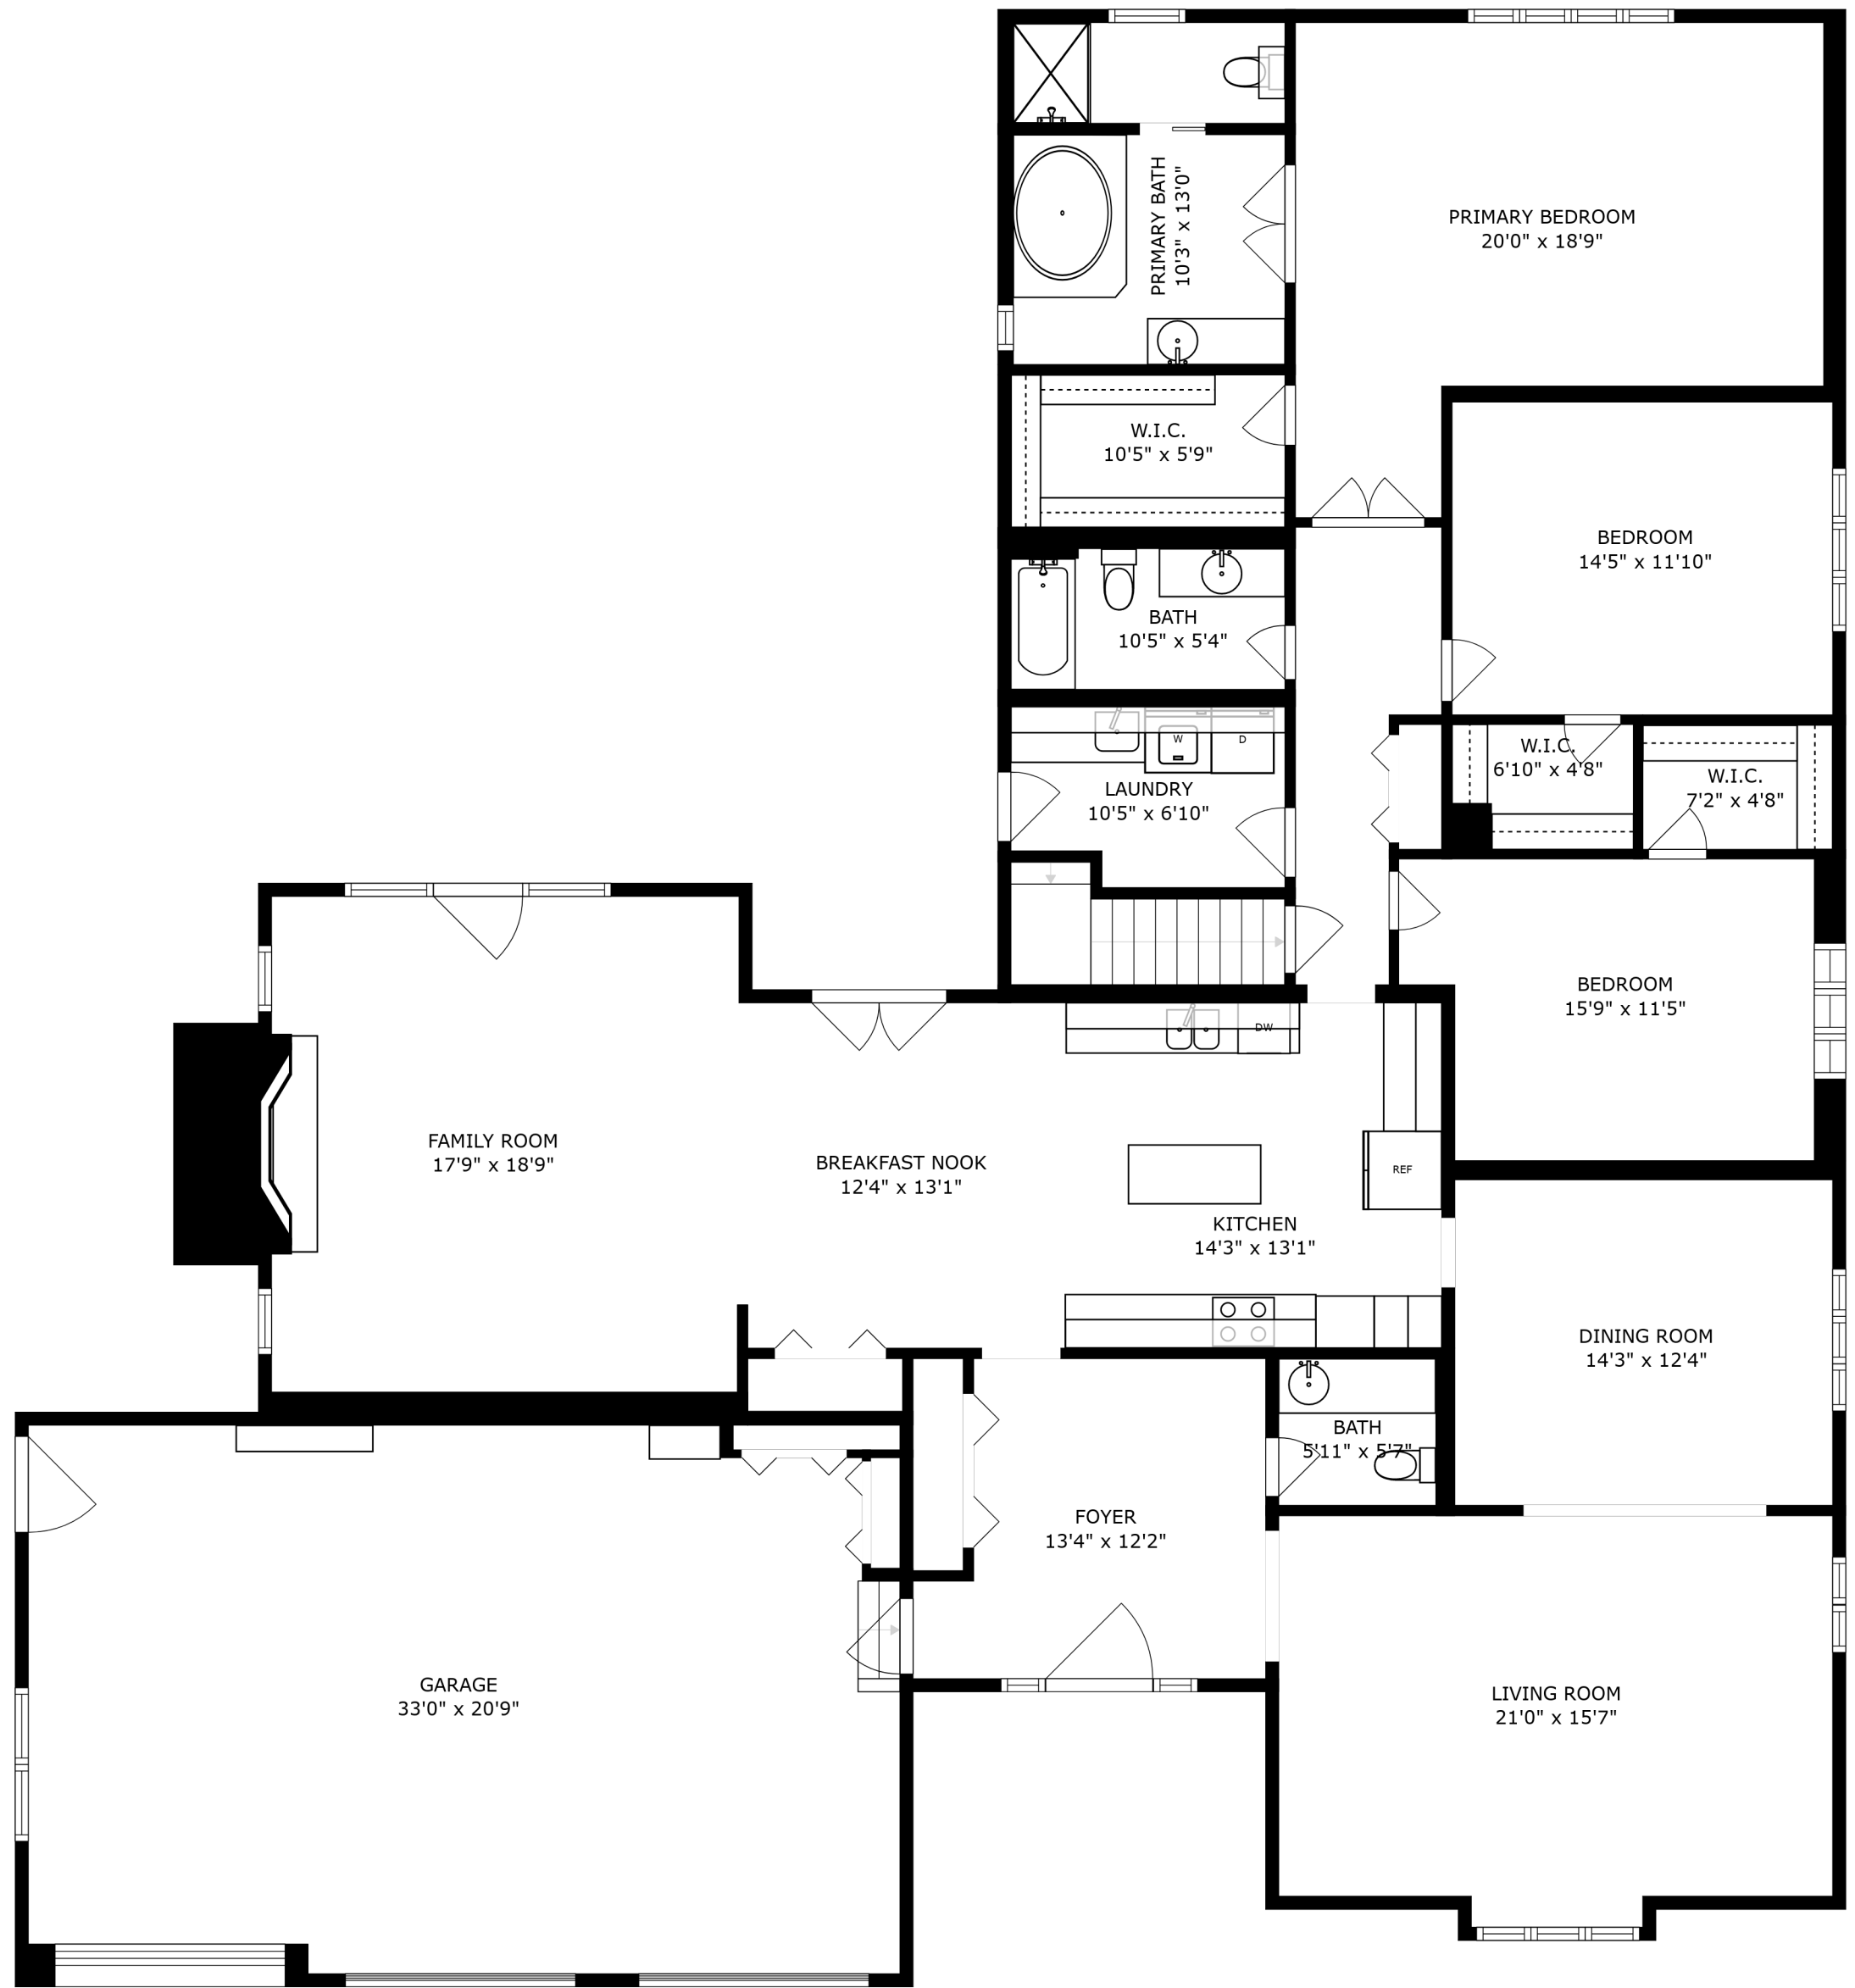 PRIMARY BATH
10'3" x 13'0"
PRIMARY BEDROOM
20'0" x 18'9"
W.I.C.
10'5" x 5'9"
BEDROOM
14'5" x 11'10"
BATH
10'5" x 5'4"
W
D
LAUNDRY
10'5" x 6'10"
W.I.C.
6'10" x 4'8"
W.I.C.
7'2" x 4'8"
BEDROOM
15'9" x 11'5"
DW
FAMILY ROOM
17'9" x 18'9"
BREAKFAST NOOK
12'4" x 13'1"
REF
KITCHEN
14'3" x 13'1"
DINING ROOM
14'3" x 12'4"
BATH
5'11" x 5'7"
FOYER
13'4" x 12'2"
GARAGE
33'0" x 20'9"
LIVING ROOM
21'0" x 15'7"